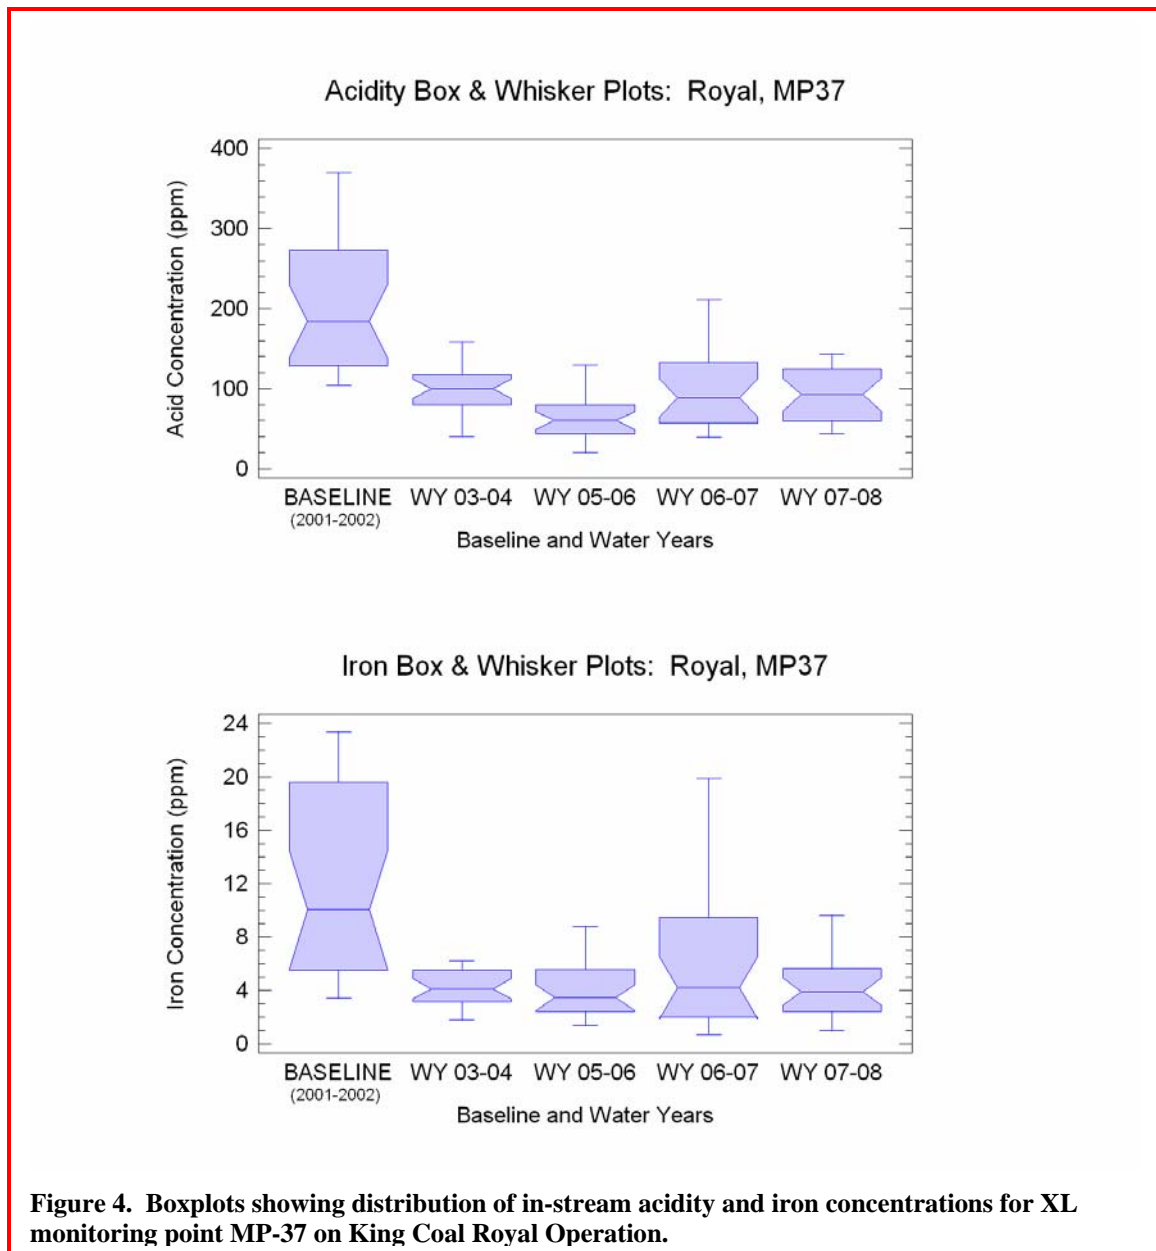 Acidity Box & Whisker Plots:  Royal, MP37
Acid Concentration (ppm)
400
300
200
100
0
BASELINE WY 03-04 WY 05-06 WY 06-07 WY 07-08
(2001-2002)
Baseline and Water Years
Iron Box & Whisker Plots:  Royal, MP37
Iron Concentration (ppm)
24
20
16
12
8
4
0
BASELINE WY 03-04 WY 05-06 WY 06-07 WY 07-08
(2001-2002)
Baseline and Water Years
Figure 4.  Boxplots showing distribution of in-stream acidity and iron concentrations for XL
monitoring point MP-37 on King Coal Royal Operation.